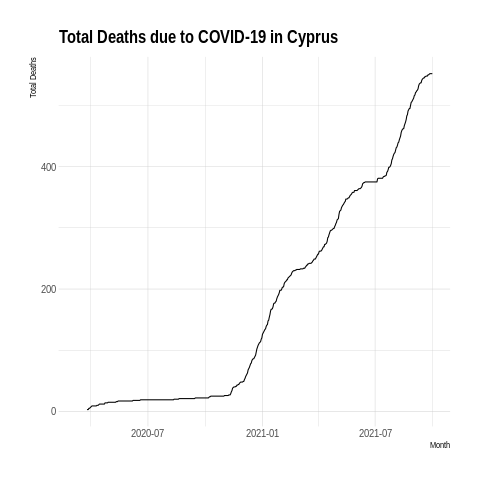 Total Deaths due to COVID-19 in Cyprus
Total Deaths
400
200
0
2020-07
2021-01
2021-07
Month